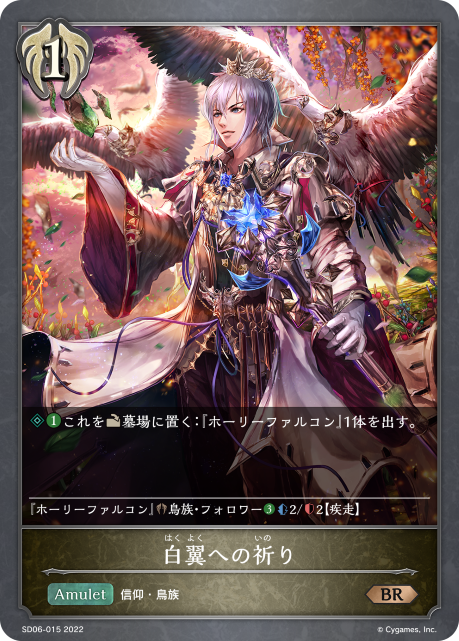 1
1これを墓場に置く:『ホーリーファルコン』1体を出す。
『ホーリーファルコン』鳥族・フォロワー3 2/2【疾走】
はくよく いの
白翼への祈り
Amulet 信仰・鳥族 BR
SD06-015 2022 © Cygames, Inc.